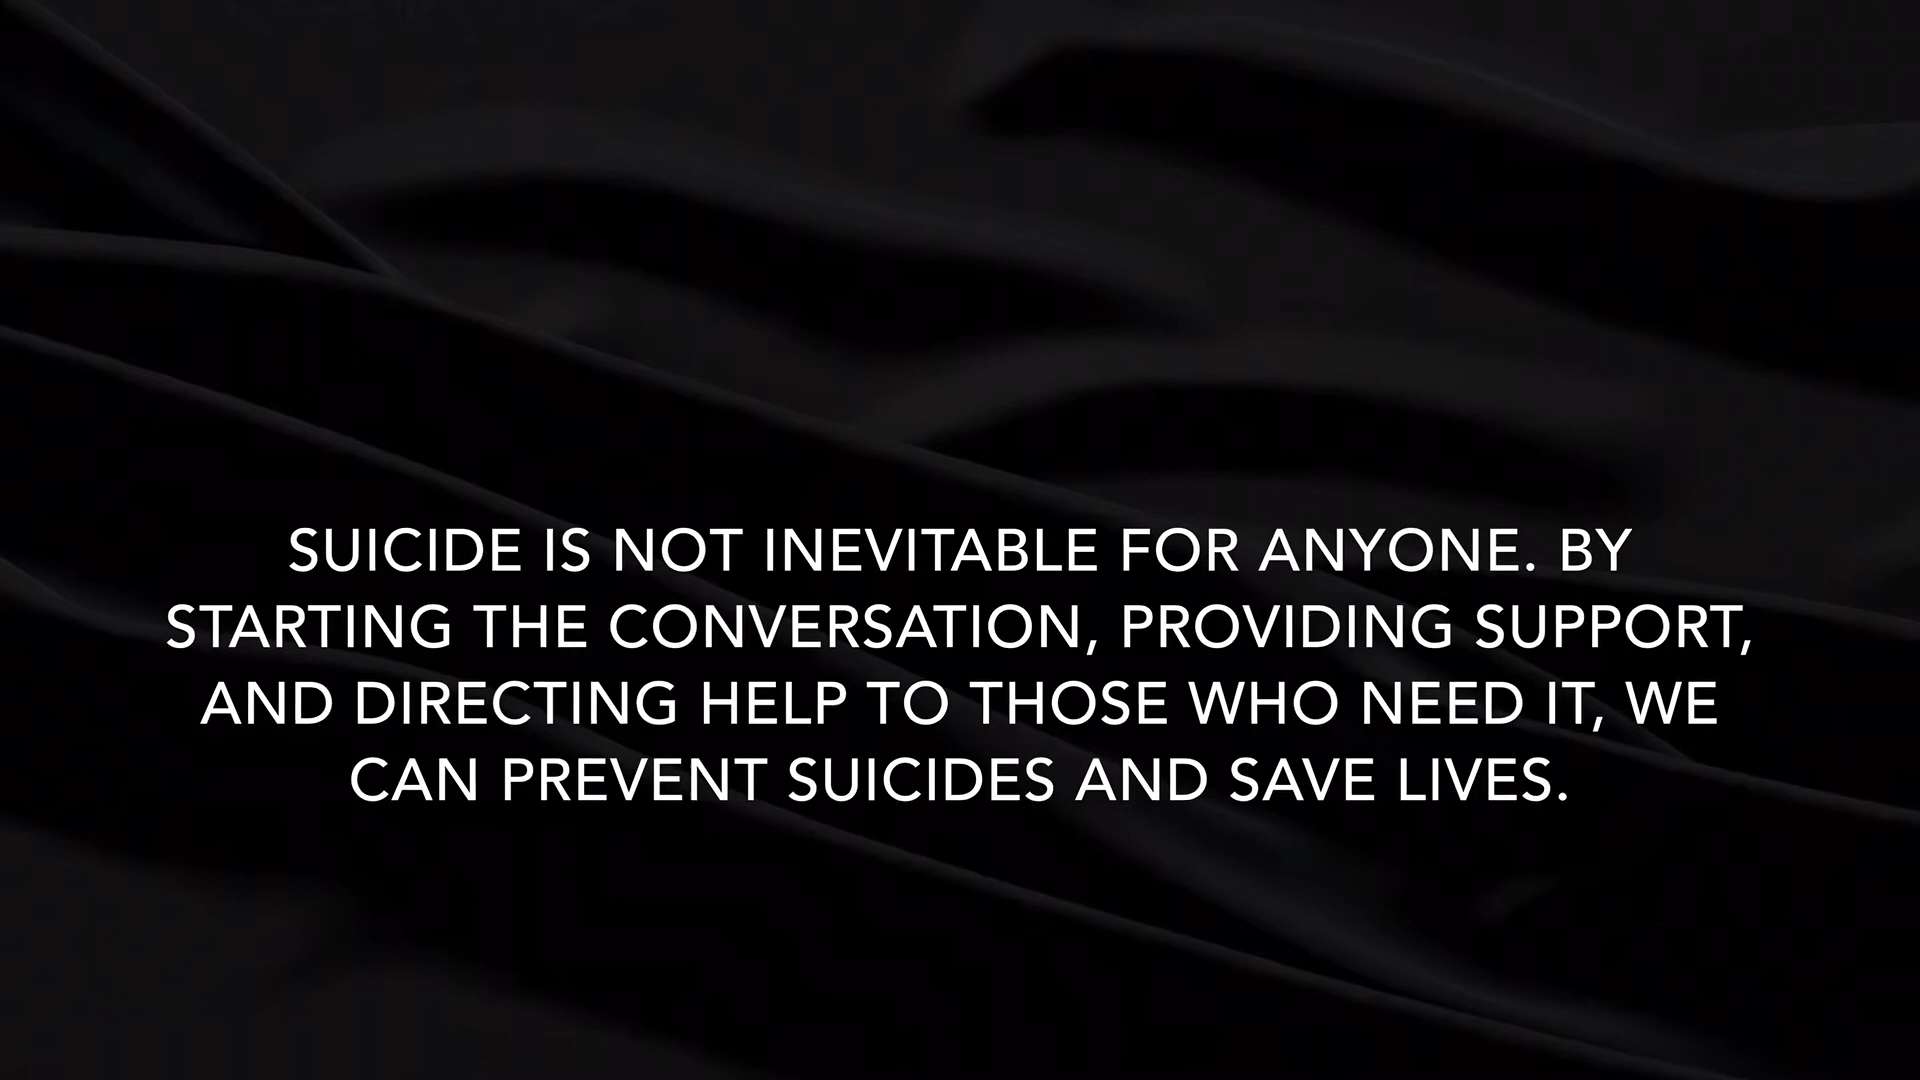 SUICIDE IS NOT INEVITABLE FOR ANYONE. BY
STARTING THE CONVERSATION, PROVIDING SUPPORT,
AND DIRECTING HELP TO THOSE WHO NEED IT, WE
CAN PREVENT SUICIDES AND SAVE LIVES.